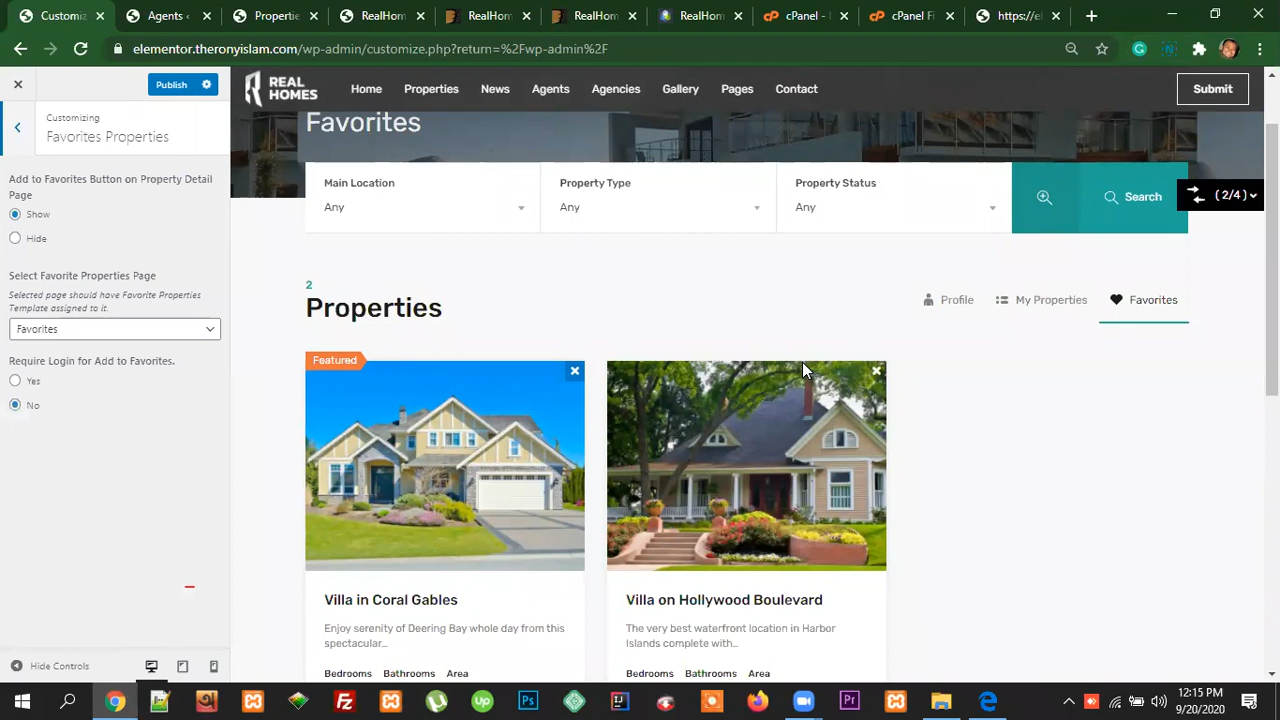 Customizi
Agents ‹
Propertie
RealHom
RealHom
RealHom
RealHom
cPanel -
cPanel Fi
https://el
elementor.theronyislam.com/wp-admin/customize.php?return=%2Fwp-admin%2F
Publish
REAL HOMES
Home
Properties
News
Agents
Agencies
Gallery
Pages
Contact
Submit
Customizing
Favorites Properties
Favorites
Add to Favorites Button on Property Detail
Page
Show
Hide
Select Favorite Properties Page
Selected page should have Favorite Properties
Template assigned to it.
Favorites
Require Login for Add to Favorites.
Yes
No
Main Location
Any
Property Type
Any
Property Status
Any
Search
(2/4)
2
Properties
Profile
My Properties
Favorites
Featured
Villa in Coral Gables
Enjoy serenity of Deering Bay whole day from this
spectacular...
Bedrooms Bathrooms Area
Villa on Hollywood Boulevard
The very best waterfront location in Harbor
Islands complete with...
Bedrooms Bathrooms Area
Hide Controls
12:15 PM
9/20/2020